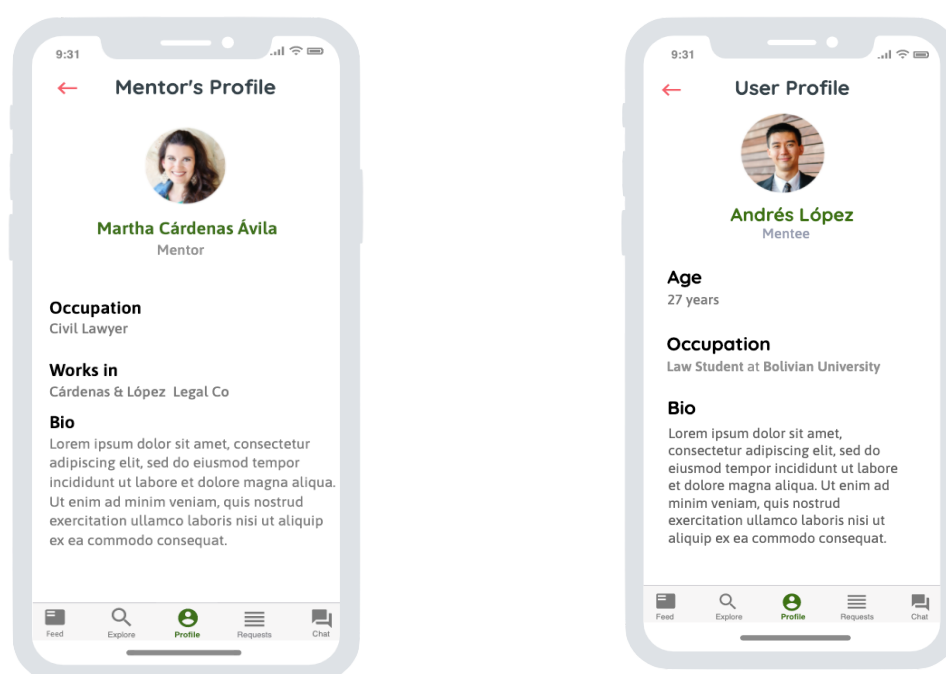 9:31
Mentor's Profile
Martha Cárdenas Ávila
Mentor
Occupation
Civil Lawyer
Works in
Cárdenas & López Legal Co
Bio
Lorem ipsum dolor sit amet, consectetur
adipiscing elit, sed do eiusmod tempor
incididunt ut labore et dolore magna aliqua.
Ut enim ad minim veniam, quis nostrud
exercitation ullamco laboris nisi ut aliquip
ex ea commodo consequat.
Feed Explore Profile Requests Chat
9:31
User Profile
Andrés López
Mentee
Age
27 years
Occupation
Law Student at Bolivian University
Bio
Lorem ipsum dolor sit amet,
consectetur adipiscing elit, sed do
eiusmod tempor incididunt ut labore
et dolore magna aliqua. Ut enim ad
minim veniam, quis nostrud
exercitation ullamco laboris nisi ut
aliquip ex ea commodo consequat.
Feed Explore Profile Requests Chat